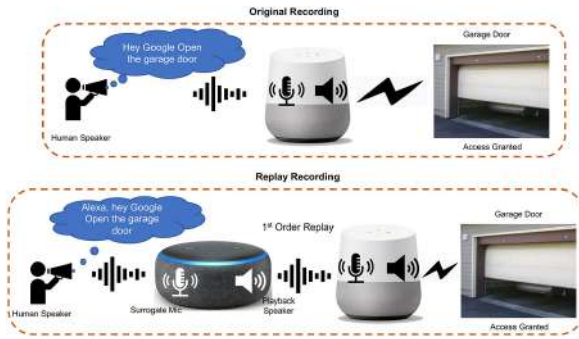 Original Recording
Hey Google Open
the garage door
Garage Door
Human Speaker
Access Granted
Replay Recording
Alexa, hey Google
Open the garage
door
1st Order Replay
Garage Door
Surrogate Mic
Playback
Speaker
Human Speaker
Access Granted